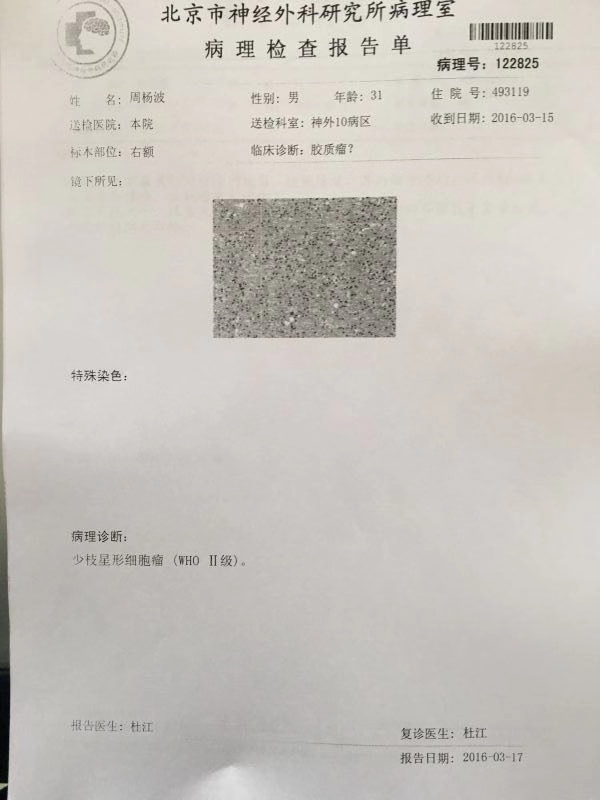 北京市神经外科研究所病理室
病理检查报告单
122825
病理号: 122825
姓 名: 周杨波 性别: 男 年龄: 31 住 院 号: 493119
送检医院: 本院 送检科室: 神外10病区 收到日期: 2016-03-15
标本部位: 右额 临床诊断: 胶质瘤?
镜下所见:
特殊染色:
病理诊断:
少枝星形细胞瘤 (WHO Ⅱ级)。
报告医生: 杜江 复诊医生: 杜江
报告日期: 2016-03-17